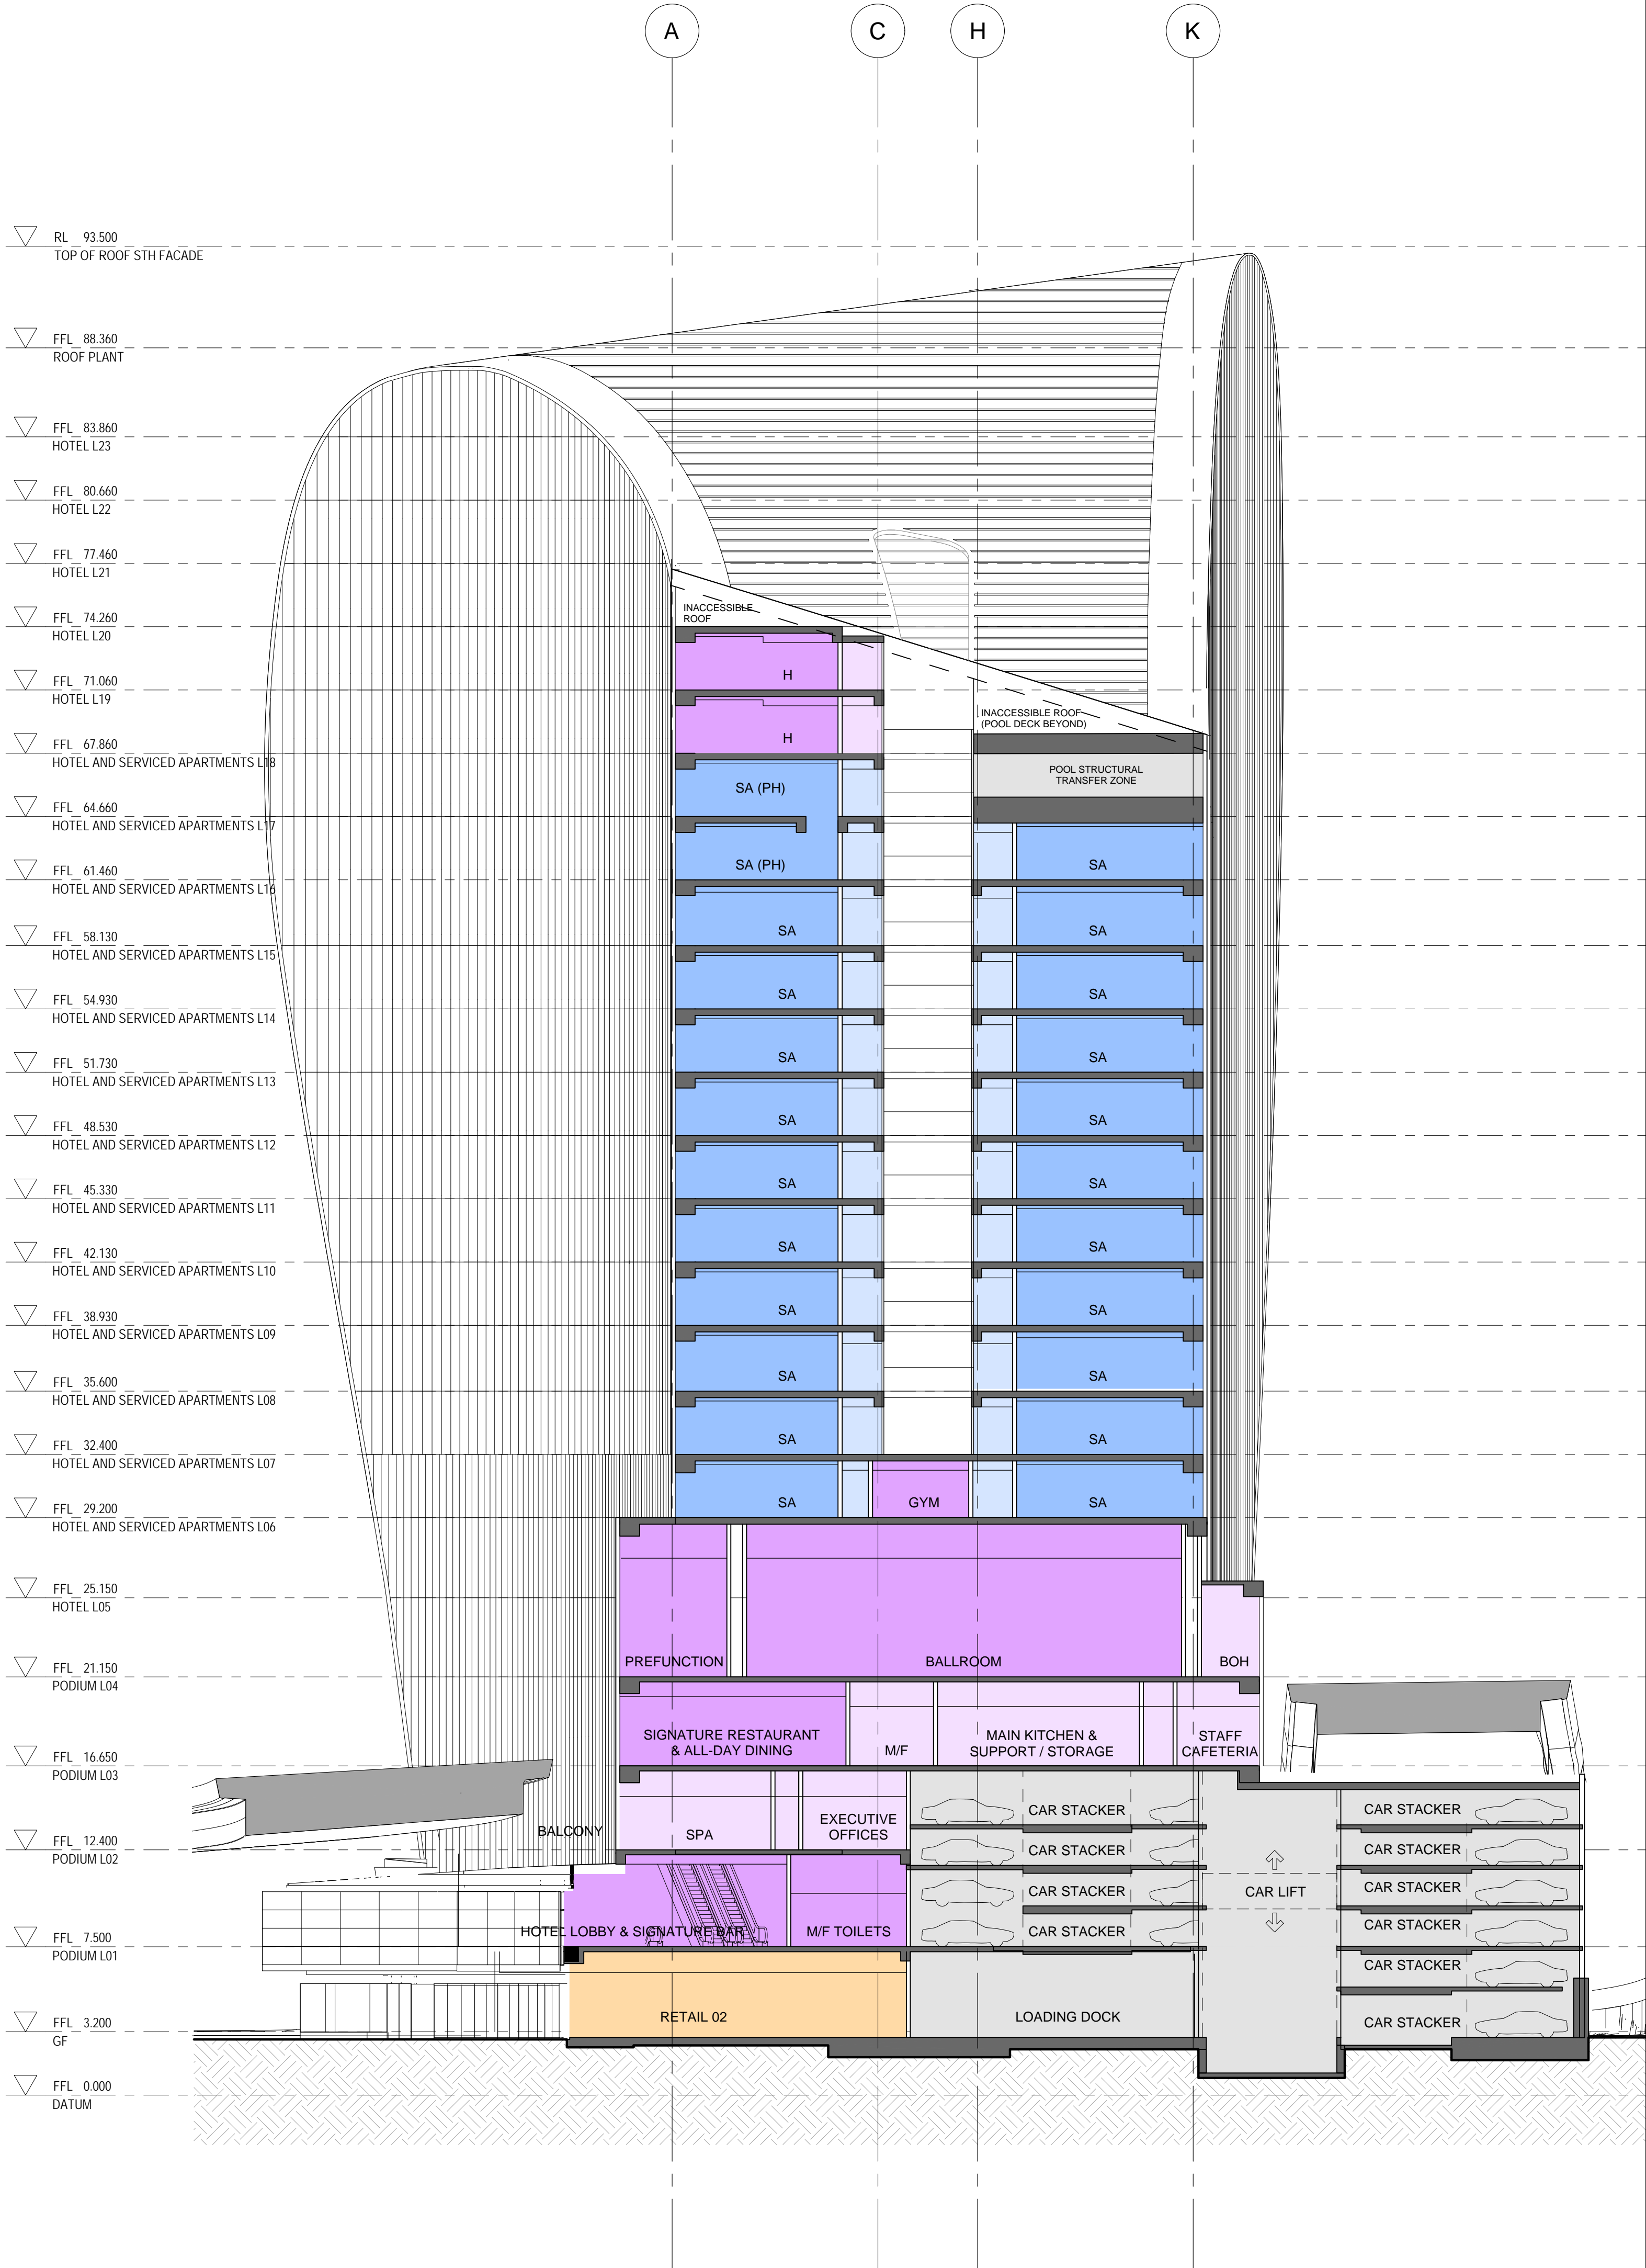 A
C
H
K
RL 93.500
TOP OF ROOF STH FACADE
FFL 88.360
ROOF PLANT
FFL 83.860
HOTEL L23
FFL 80.660
HOTEL L22
FFL 77.460
HOTEL L21
INACCESSIBLE
ROOF
FFL 74.260
HOTEL L20
H
FFL 71.060
HOTEL L19
INACCESSIBLE ROOF
(POOL DECK BEYOND)
H
FFL 67.860
HOTEL AND SERVICED APARTMENTS L18
POOL STRUCTURAL
TRANSFER ZONE
SA (PH)
FFL 64.660
HOTEL AND SERVICED APARTMENTS L17
SA (PH)
SA
FFL 61.460
HOTEL AND SERVICED APARTMENTS L16
SA
SA
FFL 58.130
HOTEL AND SERVICED APARTMENTS L15
SA
SA
FFL 54.930
HOTEL AND SERVICED APARTMENTS L14
SA
SA
FFL 51.730
HOTEL AND SERVICED APARTMENTS L13
SA
SA
FFL 48.530
HOTEL AND SERVICED APARTMENTS L12
SA
SA
FFL 45.330
HOTEL AND SERVICED APARTMENTS L11
SA
SA
FFL 42.130
HOTEL AND SERVICED APARTMENTS L10
SA
SA
FFL 38.930
HOTEL AND SERVICED APARTMENTS L09
SA
SA
FFL 35.600
HOTEL AND SERVICED APARTMENTS L08
SA
SA
FFL 32.400
HOTEL AND SERVICED APARTMENTS L07
SA
GYM
SA
FFL 29.200
HOTEL AND SERVICED APARTMENTS L06
FFL 25.150
HOTEL L05
PREFUNCTION
BALLROOM
BOH
FFL 21.150
PODIUM L04
SIGNATURE RESTAURANT
& ALL-DAY DINING
M/F
MAIN KITCHEN &
SUPPORT / STORAGE
STAFF
CAFETERIA
FFL 16.650
PODIUM L03
CAR STACKER
CAR STACKER
BALCONY
SPA
EXECUTIVE
OFFICES
FFL 12.400
PODIUM L02
CAR STACKER
CAR STACKER
CAR STACKER
CAR LIFT
CAR STACKER
HOTEL LOBBY & SIGNATURE BAR
M/F TOILETS
CAR STACKER
CAR STACKER
FFL 7.500
PODIUM L01
CAR STACKER
RETAIL 02
LOADING DOCK
CAR STACKER
FFL 3.200
GF
FFL 0.000
DATUM